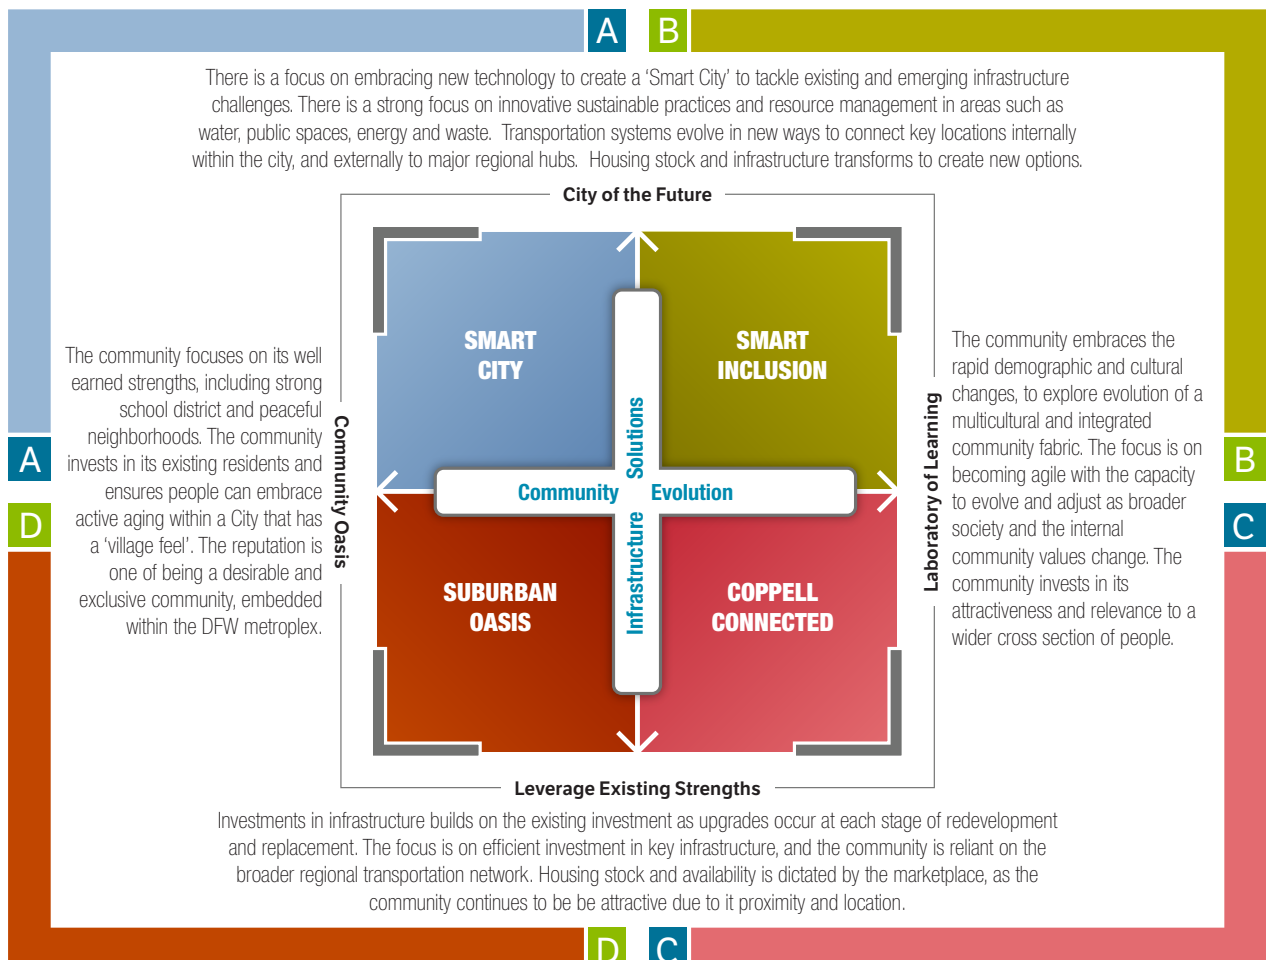 A B
There is a focus on embracing new technology to create a ‘Smart City’ to tackle existing and emerging infrastructure
challenges. There is a strong focus on innovative sustainable practices and resource management in areas such as
water, public spaces, energy and waste.  Transportation systems evolve in new ways to connect key locations internally
within the city, and externally to major regional hubs.  Housing stock and infrastructure transforms to create new options.
City of the Future
SMART
CITY
SMART
INCLUSION
The community focuses on its well
earned strengths, including strong
school district and peaceful
neighborhoods. The community
invests in its existing residents and
ensures people can embrace
active aging within a City that has
a ‘village feel’. The reputation is
one of being a desirable and
exclusive community, embedded
within the DFW metroplex.
A
D
Community Oasis
Community Evolution
Infrastructure Solutions
Laboratory of Learning
The community embraces the
rapid demographic and cultural
changes, to explore evolution of a
multicultural and integrated
community fabric. The focus is on
becoming agile with the capacity
to evolve and adjust as broader
society and the internal
community values change. The
community invests in its
attractiveness and relevance to a
wider cross section of people.
B
C
SUBURBAN
OASIS
COPPELL
CONNECTED
Leverage Existing Strengths
Investments in infrastructure builds on the existing investment as upgrades occur at each stage of redevelopment
and replacement. The focus is on efficient investment in key infrastructure, and the community is reliant on the
broader regional transportation network. Housing stock and availability is dictated by the marketplace, as the
community continues to be be attractive due to it proximity and location.
D C